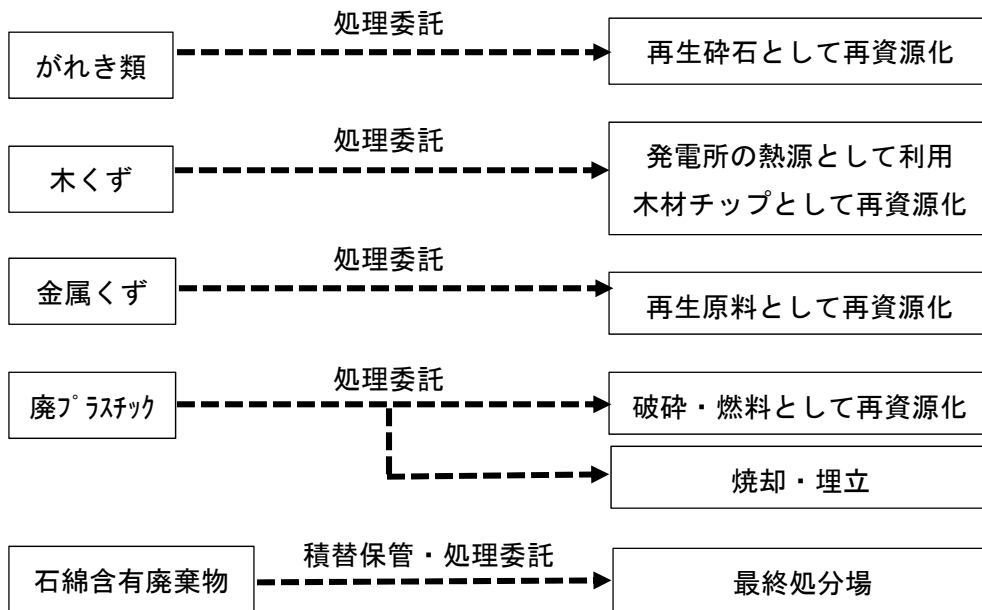 処理委託
がれき類
再生砕石として再資源化
処理委託
木くず
発電所の熱源として利用
木材チップとして再資源化
処理委託
金属くず
再生原料として再資源化
処理委託
廃ﾌﾟﾗｽﾁｯｸ
破砕・燃料として再資源化
焼却・埋立
積替保管・処理委託
石綿含有廃棄物
最終処分場